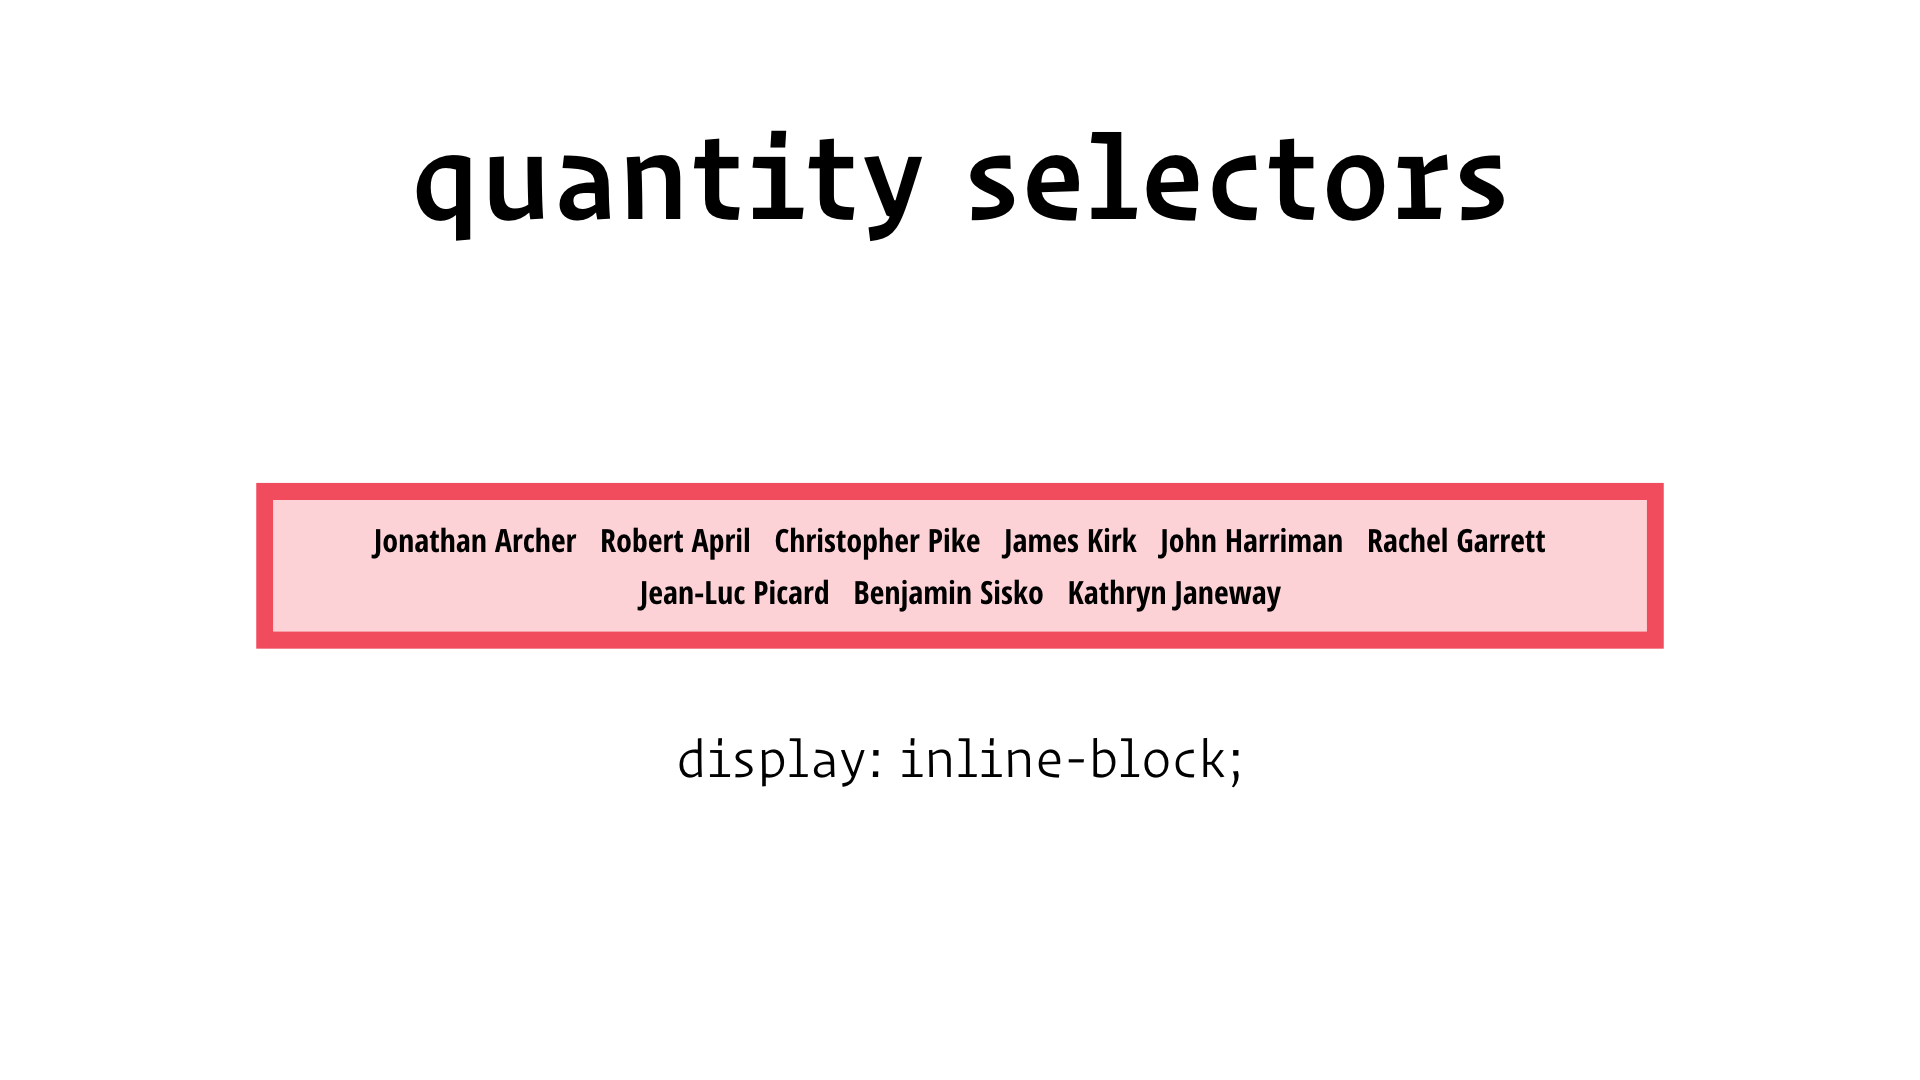 quantity selectors
Jonathan Archer Robert April Christopher Pike James Kirk John Harriman Rachel Garrett
Jean-Luc Picard Benjamin Sisko Kathryn Janeway
display: inline-block;